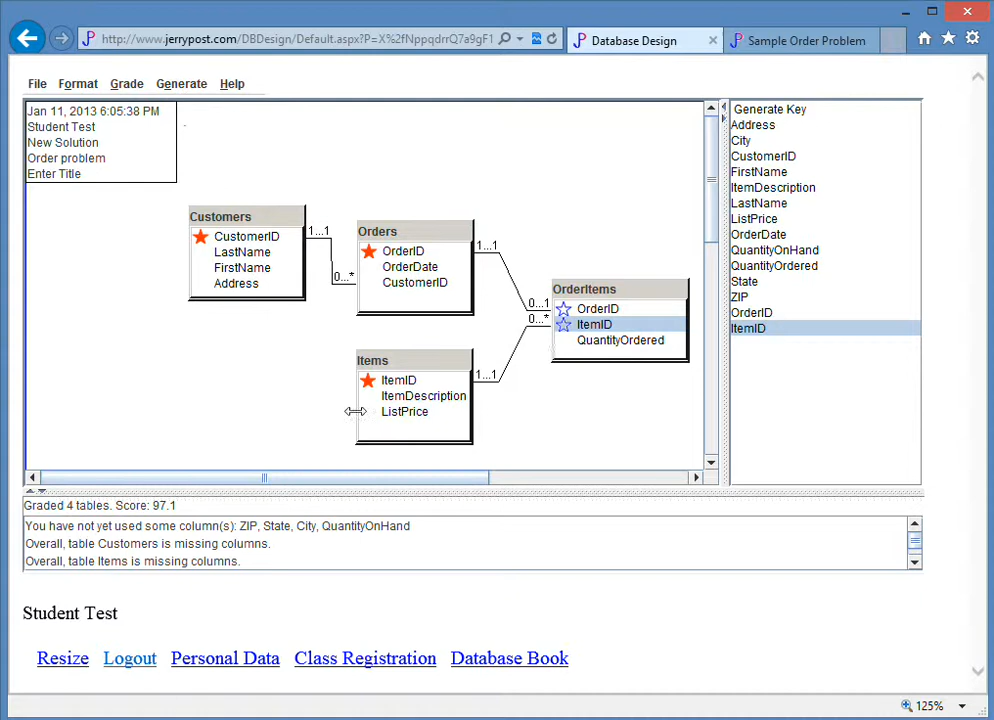 http://www.jerrypost.com/DBDesign/Default.aspx?P=X%2fNppqdrrQ7a9gF1
Database Design
Sample Order Problem
File Format Grade Generate Help
Jan 11, 2013 6:05:38 PM
Student Test
New Solution
Order problem
Enter Title
Customers
CustomerID
LastName
FirstName
Address
1...1
0...*
Orders
OrderID
OrderDate
CustomerID
1...1
0...1
0...*
OrderItems
OrderID
ItemID
QuantityOrdered
Items
ItemID
ItemDescription
ListPrice
1...1
Generate Key
Address
City
CustomerID
FirstName
ItemDescription
LastName
ListPrice
OrderDate
QuantityOnHand
QuantityOrdered
State
ZIP
OrderID
ItemID
Graded 4 tables. Score: 97.1
You have not yet used some column(s): ZIP, State, City, QuantityOnHand
Overall, table Customers is missing columns.
Overall, table Items is missing columns.
Student Test
Resize Logout Personal Data Class Registration Database Book
125%